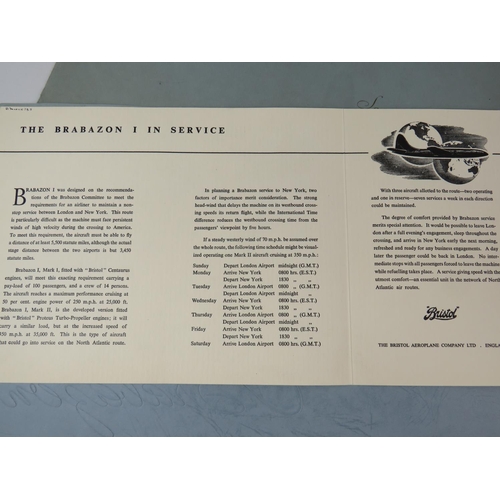 THE BRABAZON I IN SERVICE
BRABAZON I was designed on the recommenda-
tions of the Brabazon Committee to meet the
requirements for an airliner to maintain a non-
stop service between London and New York. This route
is particularly difficult as the machine must face persistent
winds of high velocity during the crossing to America.
To meet this requirement, the aircraft must be able to fly
a distance of at least 5,500 statute miles, although the actual
stage distance between the two airports is but 3,450
statute miles.
Brabazon I, Mark I, fitted with "Bristol" Centaurus
engines, will meet this exacting requirement carrying a
pay-load of 100 passengers, and a crew of 14 persons.
The aircraft realizes a maximum performance cruising at
50 per cent. engine power of 250 m.p.h. at 25,000 ft.
Brabazon I, Mark II, is the developed version fitted
with "Bristol" Proteus Turbo-Propeller engines; it will
carry a similar load, but at the increased speed of
350 m.p.h. at 35,000 ft. This is the type of aircraft
that could go into service on the North Atlantic route.
In planning a Brabazon service to New York, two
factors of importance merit consideration. The strong
head-wind that delays the machine on its westbound cross-
ing speeds its return flight, while the International Time
difference reduces the westbound crossing time from the
passengers' viewpoint by five hours.
If a steady westerly wind of 70 m.p.h. be assumed over
the whole route, the following time schedule might be visual-
ized operating one Mark II aircraft cruising at 350 m.p.h.:
Sunday Depart London Airport midnight (G.M.T.)
Monday Arrive New York 0800 hrs. (E.S.T.)
Depart New York 1830 „ „
Tuesday Arrive London Airport 0800 „ (G.M.T.)
Depart London Airport midnight „
Wednesday Arrive New York 0800 hrs. (E.S.T.)
Depart New York 1830 „ „
Thursday Arrive London Airport 0800 „ (G.M.T.)
Depart London Airport midnight „
Friday Arrive New York 0800 hrs. (E.S.T.)
Depart New York 1830 „ „
Saturday Arrive London Airport 0800 hrs. (G.M.T.)
With three aircraft allotted to the route—two operating
and one in reserve—seven services a week in each direction
could be maintained.
The degree of comfort provided by Brabazon service
merits special attention. It would be possible to leave Lon-
don after a full evening's engagement, sleep throughout the
crossing, and arrive in New York early the next morning,
refreshed and ready for any business engagements. A day
later the passenger could be back in London. No inter-
mediate stops with all passengers forced to leave the machine
while refuelling takes place. A service giving speed with the
utmost comfort—an essential unit in the network of North
Atlantic air routes.
Bristol
THE BRISTOL AEROPLANE COMPANY LTD · ENGLAND